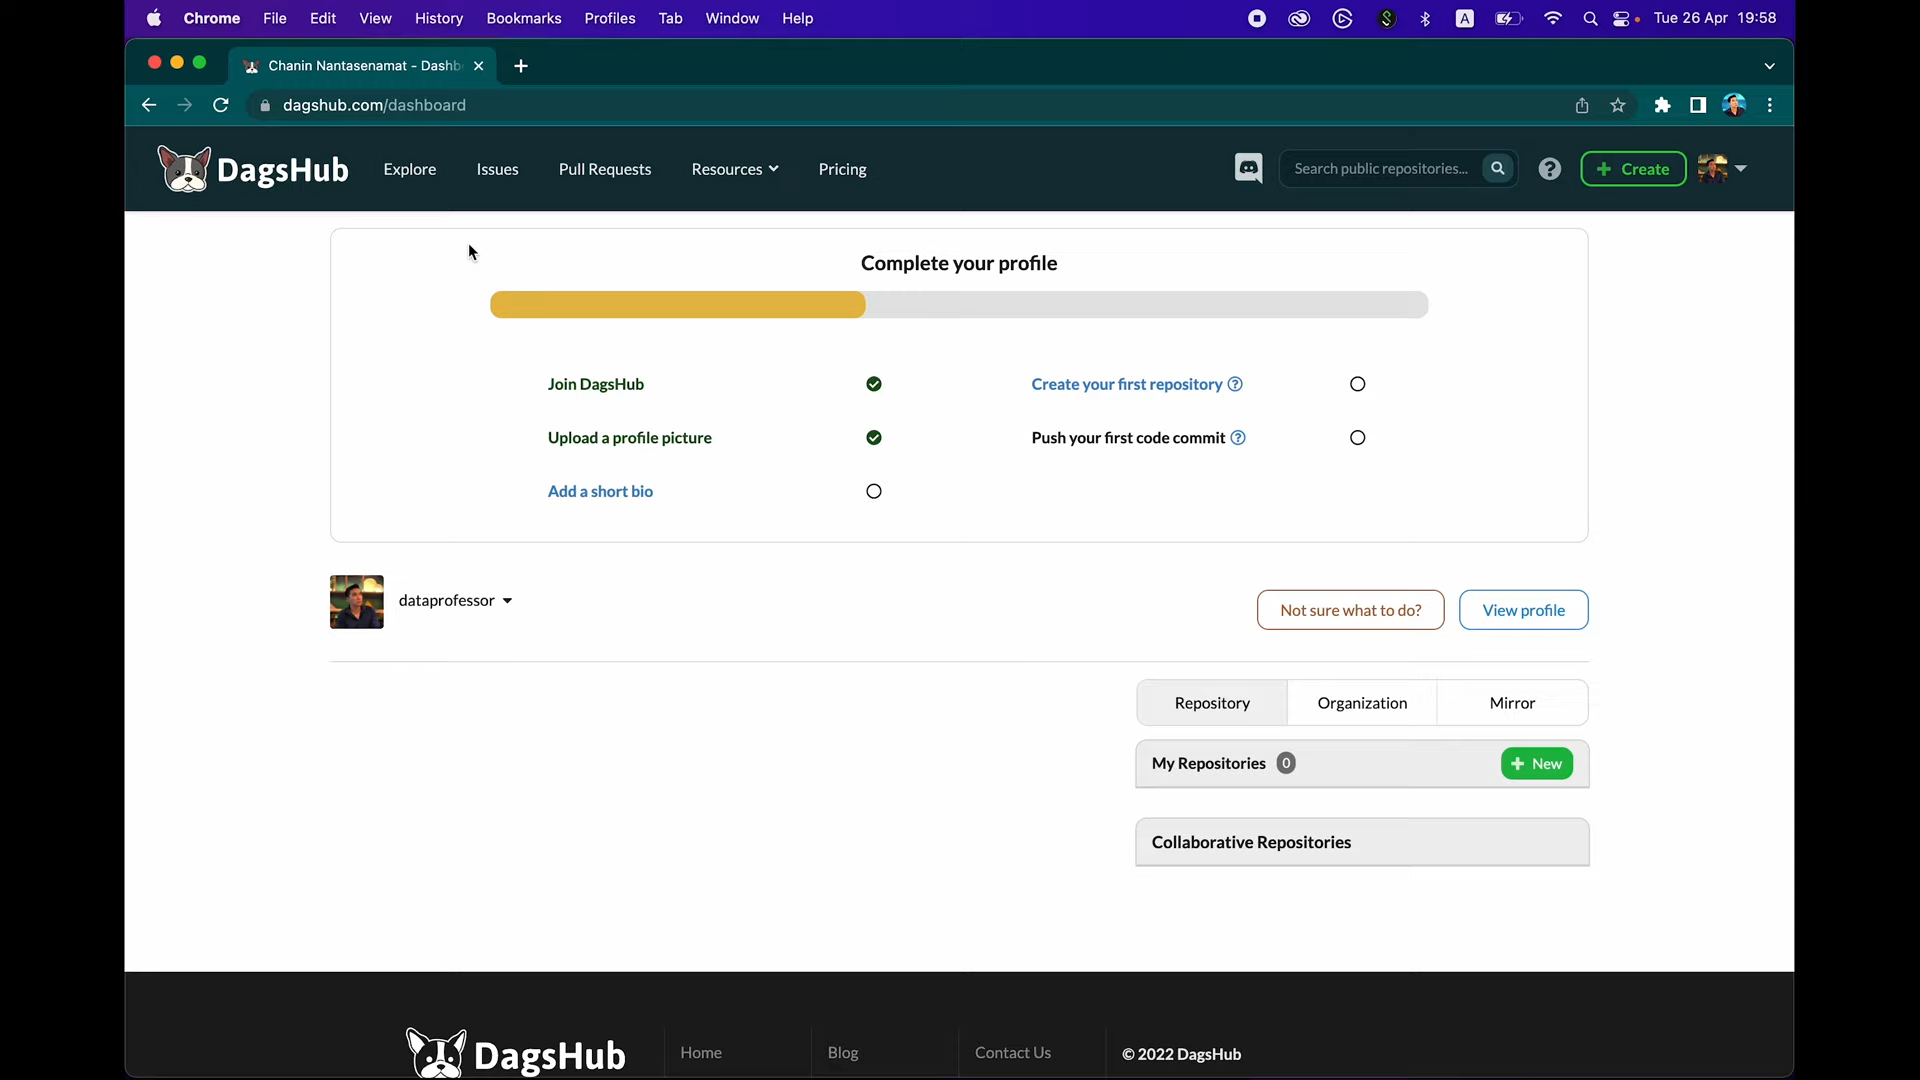 Chrome File Edit View History Bookmarks Profiles Tab Window Help A Tue 26 Apr 19:58
Chanin Nantasenamat - Dashb
dagshub.com/dashboard
DagsHub Explore Issues Pull Requests Resources Pricing Search public repositories... ? + Create
Complete your profile
Join DagsHub
Create your first repository ?
Upload a profile picture
Push your first code commit ?
Add a short bio
dataprofessor
Not sure what to do? View profile
Repository Organization Mirror
My Repositories 0 + New
Collaborative Repositories
DagsHub Home Blog Contact Us © 2022 DagsHub